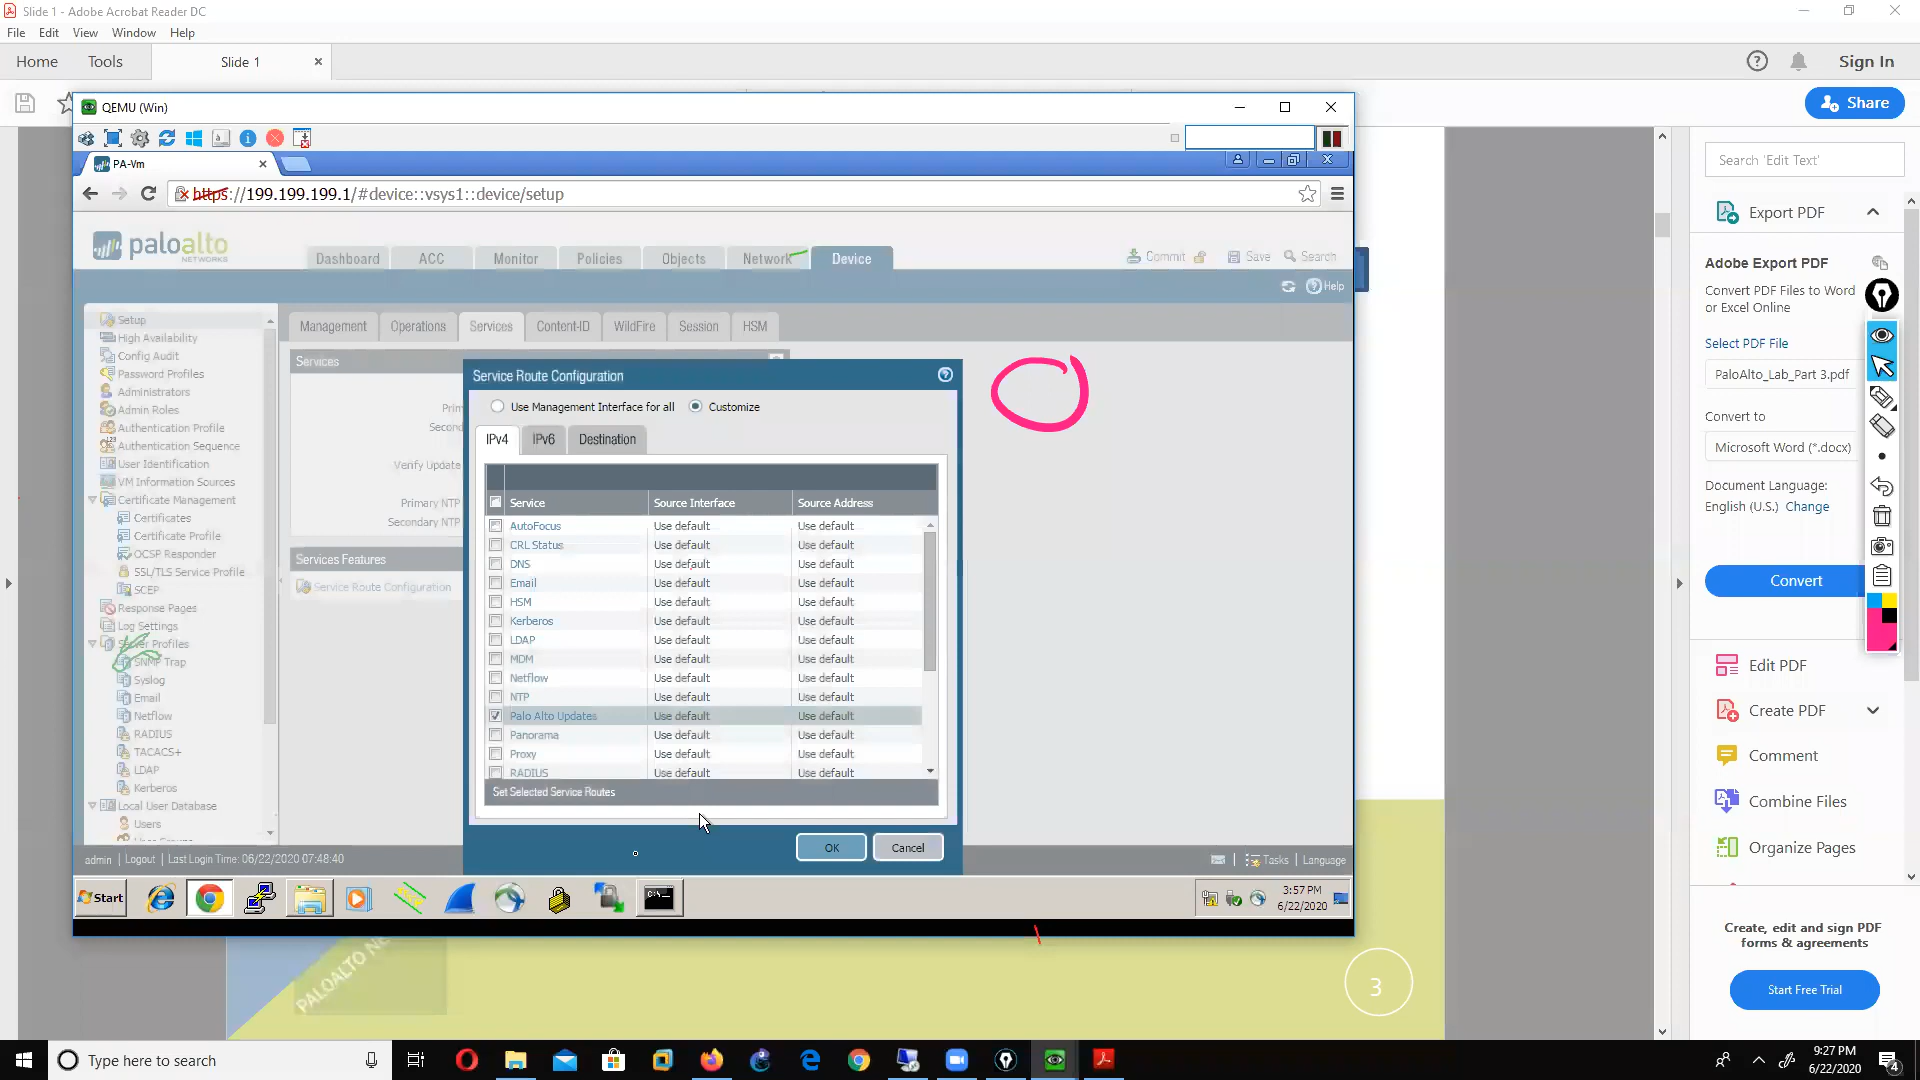 Slide 1 - Adobe Acrobat Reader DC
File Edit View Window Help
Home Tools Slide 1 Sign In
Share
QEMU (Win)
PA-Vm
https://199.199.199.1/#device::vsys1::device/setup
paloalto
NETWORKS
Dashboard ACC Monitor Policies Objects Network Device
Commit Save Search
Help
Setup
High Availability
Config Audit
Password Profiles
Administrators
Admin Roles
Authentication Profile
Authentication Sequence
User Identification
VM Information Sources
Certificate Management
Certificates
Certificate Profile
OCSP Responder
SSL/TLS Service Profile
SCEP
Response Pages
Log Settings
Server Profiles
SNMP Trap
Syslog
Email
Netflow
RADIUS
TACACS+
LDAP
Kerberos
Local User Database
Users
Management Operations Services Content-ID WildFire Session HSM
Services
Prim
Second
Verify Update
Primary NTP
Secondary NTP
Services Features
Service Route Configuration
Service Route Configuration
Use Management Interface for all Customize
IPv4 IPv6 Destination
Service Source Interface Source Address
AutoFocus Use default Use default
CRL Status Use default Use default
DNS Use default Use default
Email Use default Use default
HSM Use default Use default
Kerberos Use default Use default
LDAP Use default Use default
MDM Use default Use default
Netflow Use default Use default
NTP Use default Use default
Palo Alto Updates Use default Use default
Panorama Use default Use default
Proxy Use default Use default
RADIUS Use default Use default
Set Selected Service Routes
OK Cancel
admin | Logout | Last Login Time: 06/22/2020 07:48:40
Tasks | Language
Start
3:57 PM
6/22/2020
PALOALTO NE
3
Search 'Edit Text'
Export PDF
Adobe Export PDF
Convert PDF Files to Word
or Excel Online
Select PDF File
PaloAlto_Lab_Part 3.pdf
Convert to
Microsoft Word (*.docx)
Document Language:
English (U.S.) Change
Convert
Edit PDF
Create PDF
Comment
Combine Files
Organize Pages
Create, edit and sign PDF
forms & agreements
Start Free Trial
Type here to search
9:27 PM
6/22/2020
4